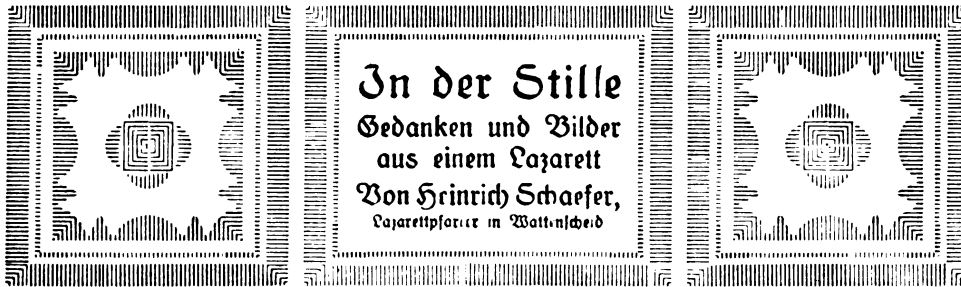 In der Stille
Gedanken und Bilder
aus einem Lazarett
Von Heinrich Schaefer,
Lazarettpfarrer in Wattenscheid